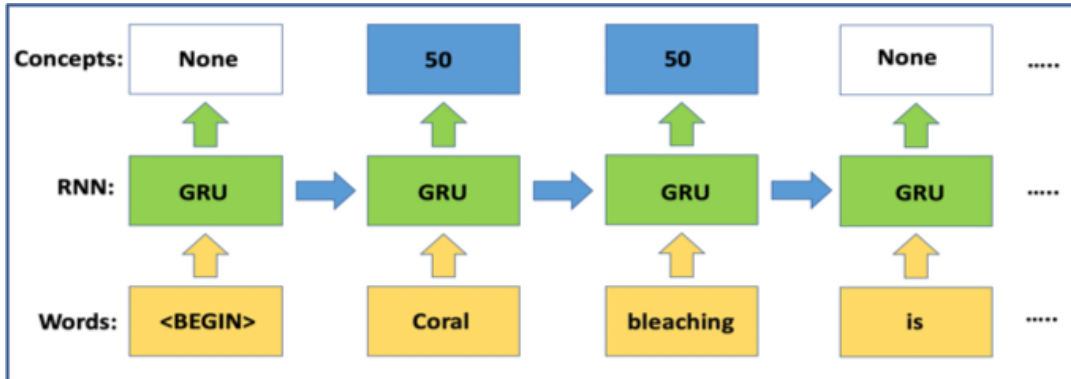 Concepts: None 50 50 None .....
RNN: GRU GRU GRU GRU .....
Words: <BEGIN> Coral bleaching is .....